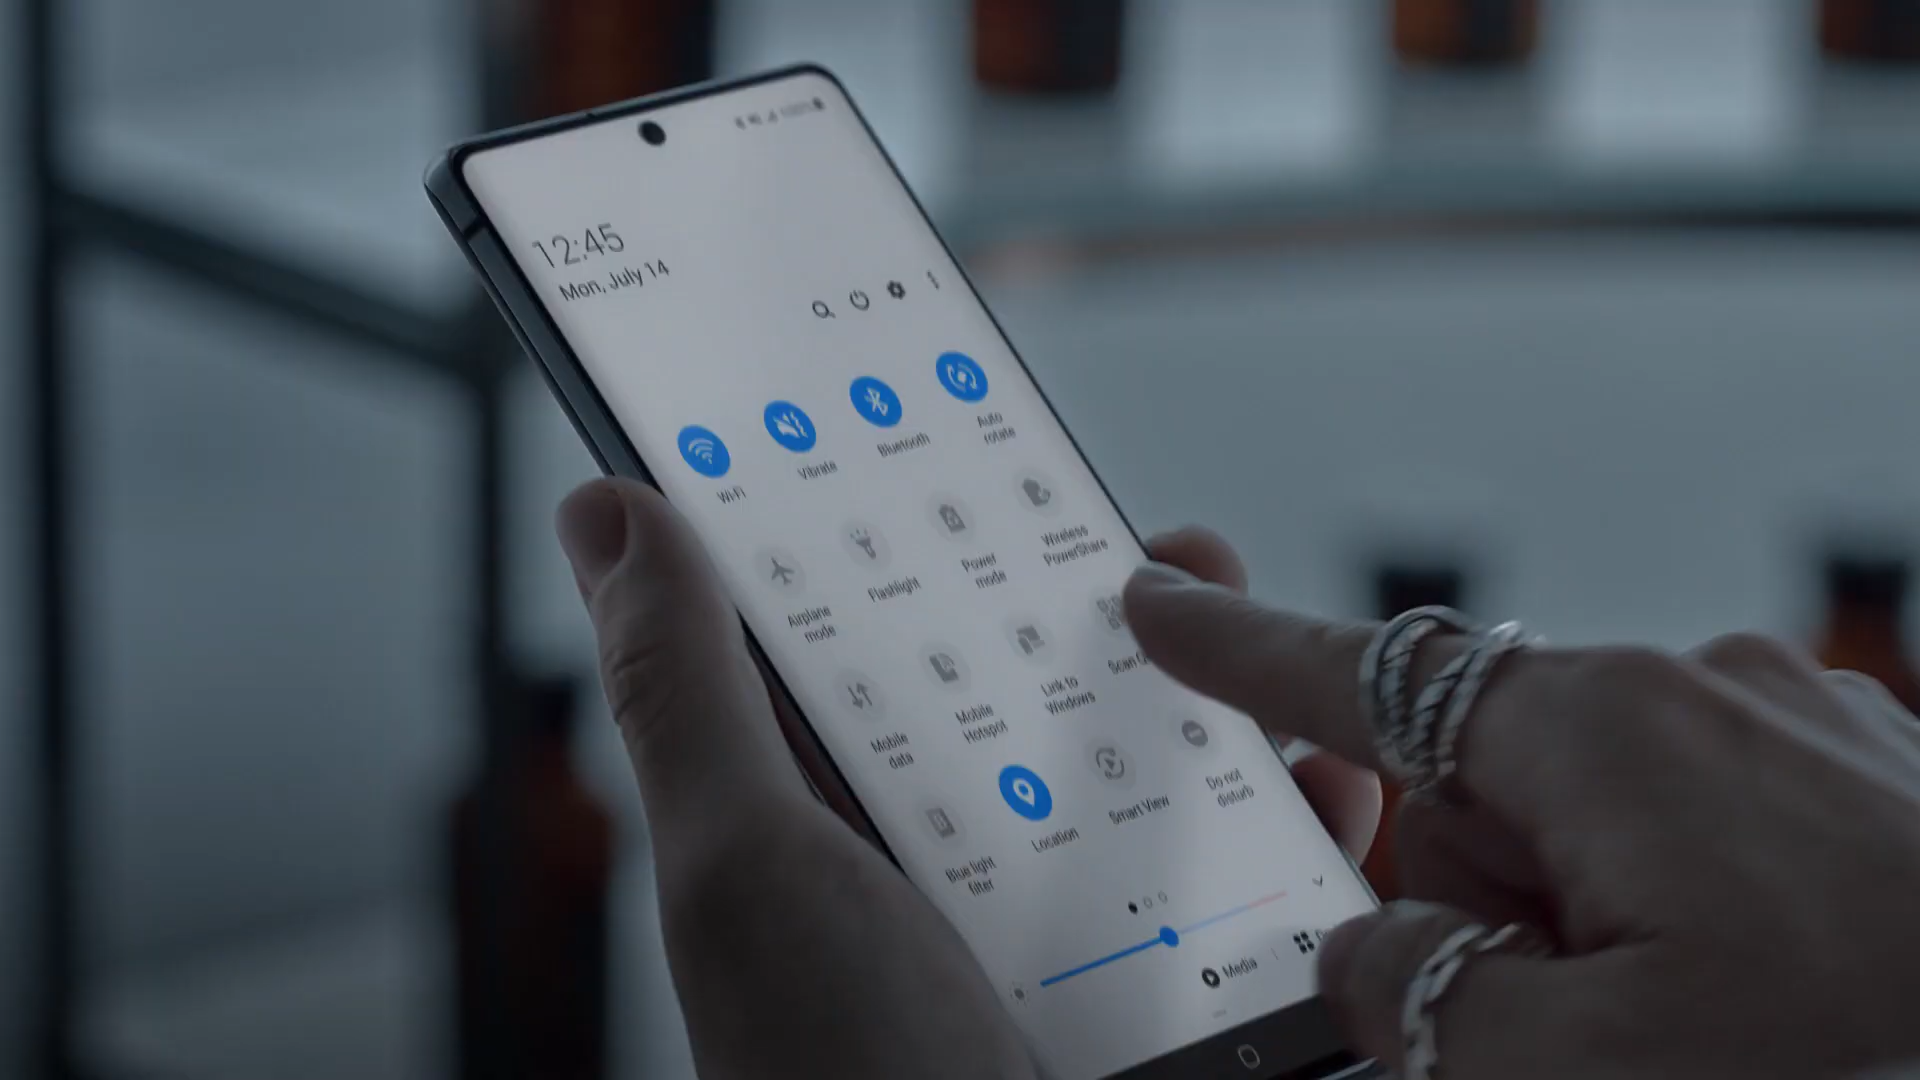 12:45
Mon, July 14
Wi-Fi
Vibrate
Bluetooth
Auto
rotate
Airplane
mode
Flashlight
Power
mode
Wireless
PowerShare
Mobile
data
Mobile
Hotspot
Link to
Windows
Scan
Blue light
filter
Location
Smart View
Do not
disturb
Media